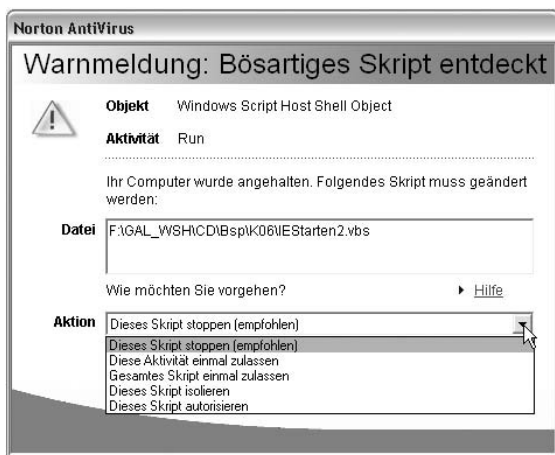 Norton AntiVirus
Warnmeldung: Bösartiges Skript entdeckt
Objekt Windows Script Host Shell Object
Aktivität Run
Ihr Computer wurde angehalten. Folgendes Skript muss geändert
werden:
Datei F:\GAL_WSH\CD\Bsp\K06\IEStarten2.vbs
Wie möchten Sie vorgehen? Hilfe
Aktion Dieses Skript stoppen (empfohlen)
Dieses Skript stoppen (empfohlen)
Diese Aktivität einmal zulassen
Gesamtes Skript einmal zulassen
Dieses Skript isolieren
Dieses Skript autorisieren